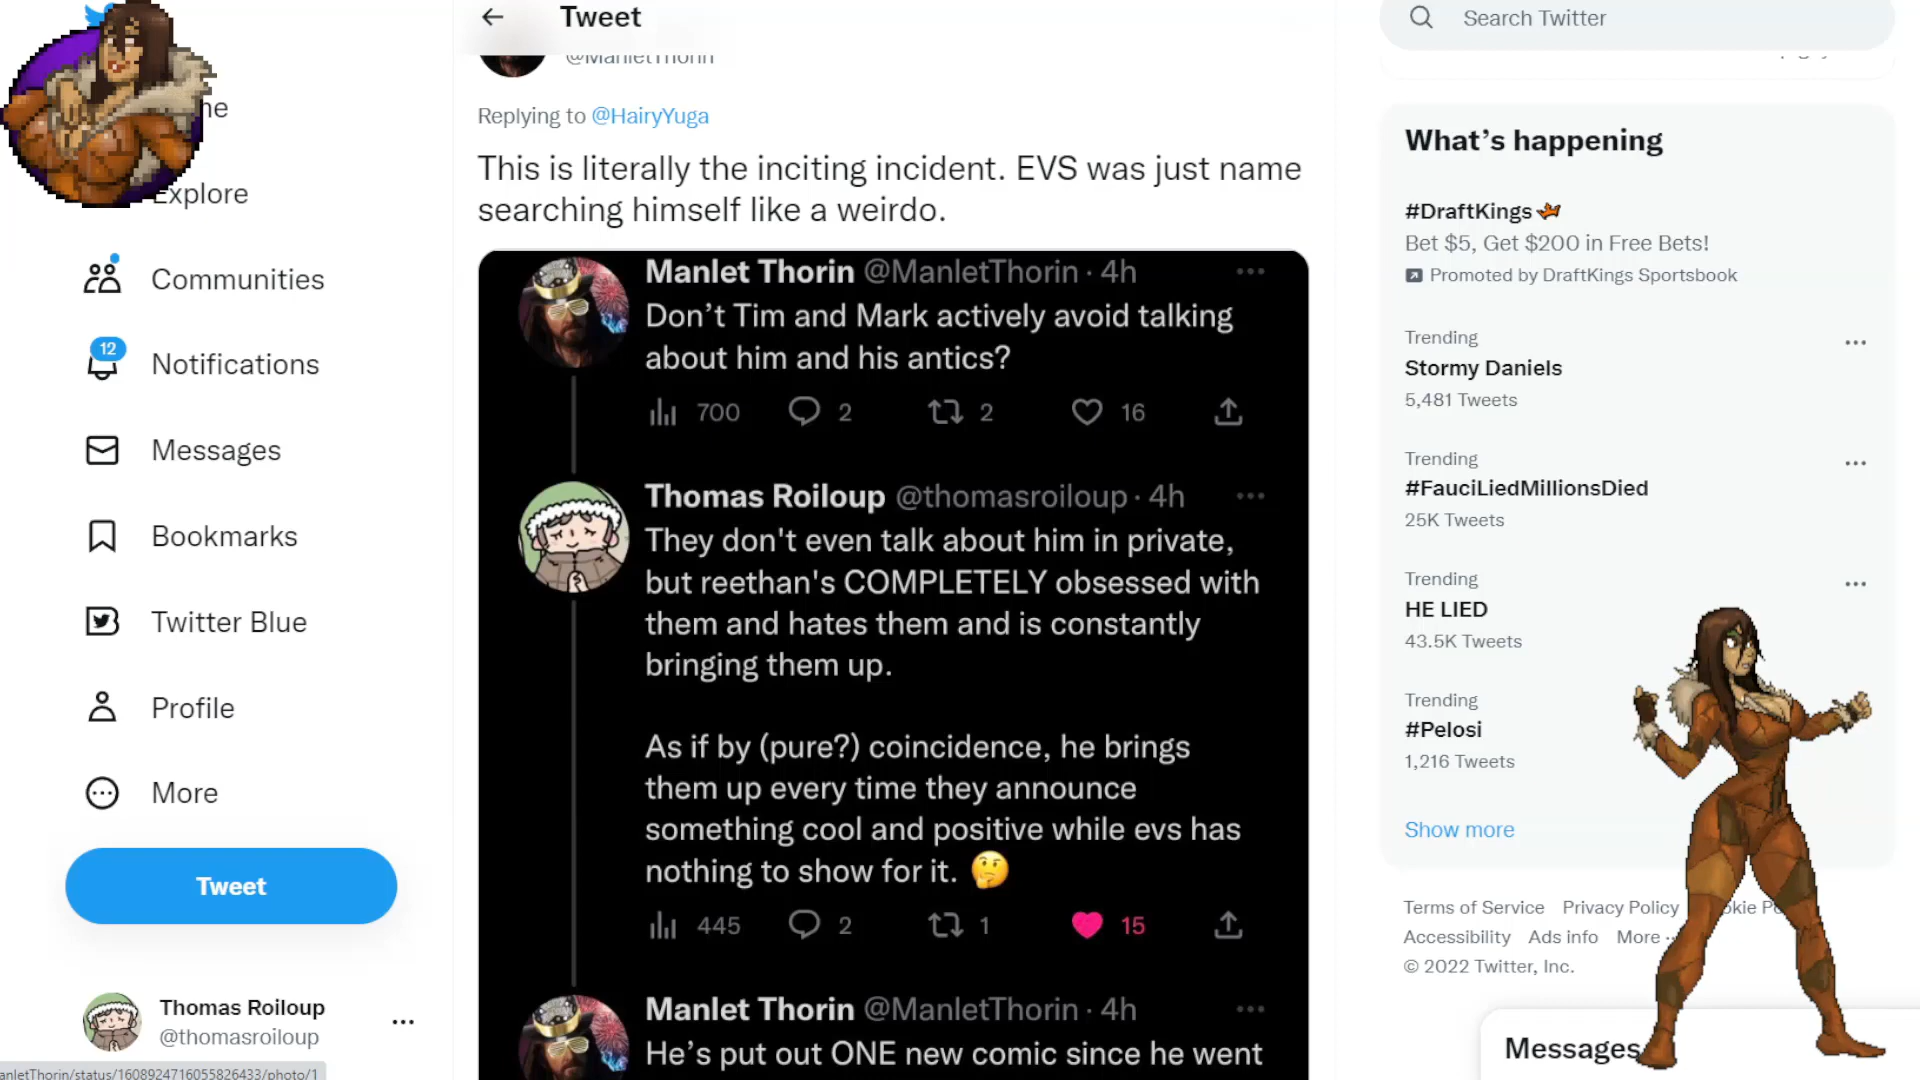 Tweet
Search Twitter
@ManletThorin
Replying to @HairyYuga
This is literally the inciting incident. EVS was just name
searching himself like a weirdo.
Explore
Communities
12
Notifications
Messages
Bookmarks
Twitter Blue
Profile
More
Tweet
Thomas Roiloup
@thomasroiloup
anletThorin/status/1608924716055826433/photo/1
Manlet Thorin @ManletThorin · 4h
Don’t Tim and Mark actively avoid talking
about him and his antics?
700 2 2 16
Thomas Roiloup @thomasroiloup · 4h
They don't even talk about him in private,
but reethan's COMPLETELY obsessed with
them and hates them and is constantly
bringing them up.
As if by (pure?) coincidence, he brings
them up every time they announce
something cool and positive while evs has
nothing to show for it. 🤔
445 2 1 15
Manlet Thorin @ManletThorin · 4h
He’s put out ONE new comic since he went
What’s happening
#DraftKings
Bet $5, Get $200 in Free Bets!
Promoted by DraftKings Sportsbook
Trending
Stormy Daniels
5,481 Tweets
Trending
#FauciLiedMillionsDied
25K Tweets
Trending
HE LIED
43.5K Tweets
Trending
#Pelosi
1,216 Tweets
Show more
Terms of Service Privacy Policy
Accessibility Ads info More ...
© 2022 Twitter, Inc.
Messages